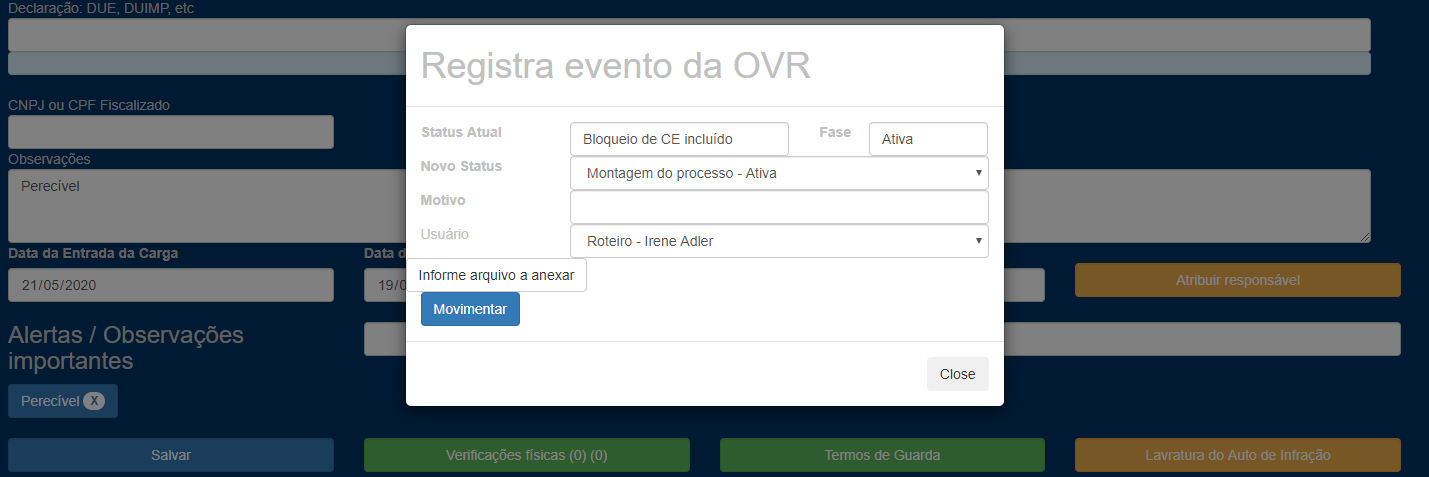 Declaração: DUE, DUIMP, etc
Registra evento da OVR
CNPJ ou CPF Fiscalizado
Status Atual Bloqueio de CE incluído Fase Ativa
Observações
Novo Status Montagem do processo - Ativa
Perecível
Motivo
Usuário Roteiro - Irene Adler
Data da Entrada da Carga Data d
Informe arquivo a anexar
21/05/2020 19/0 Atribuir responsável
Movimentar
Alertas / Observações
importantes
Close
Perecível X
Salvar Verificações físicas (0) (0) Termos de Guarda Lavratura do Auto de Infração